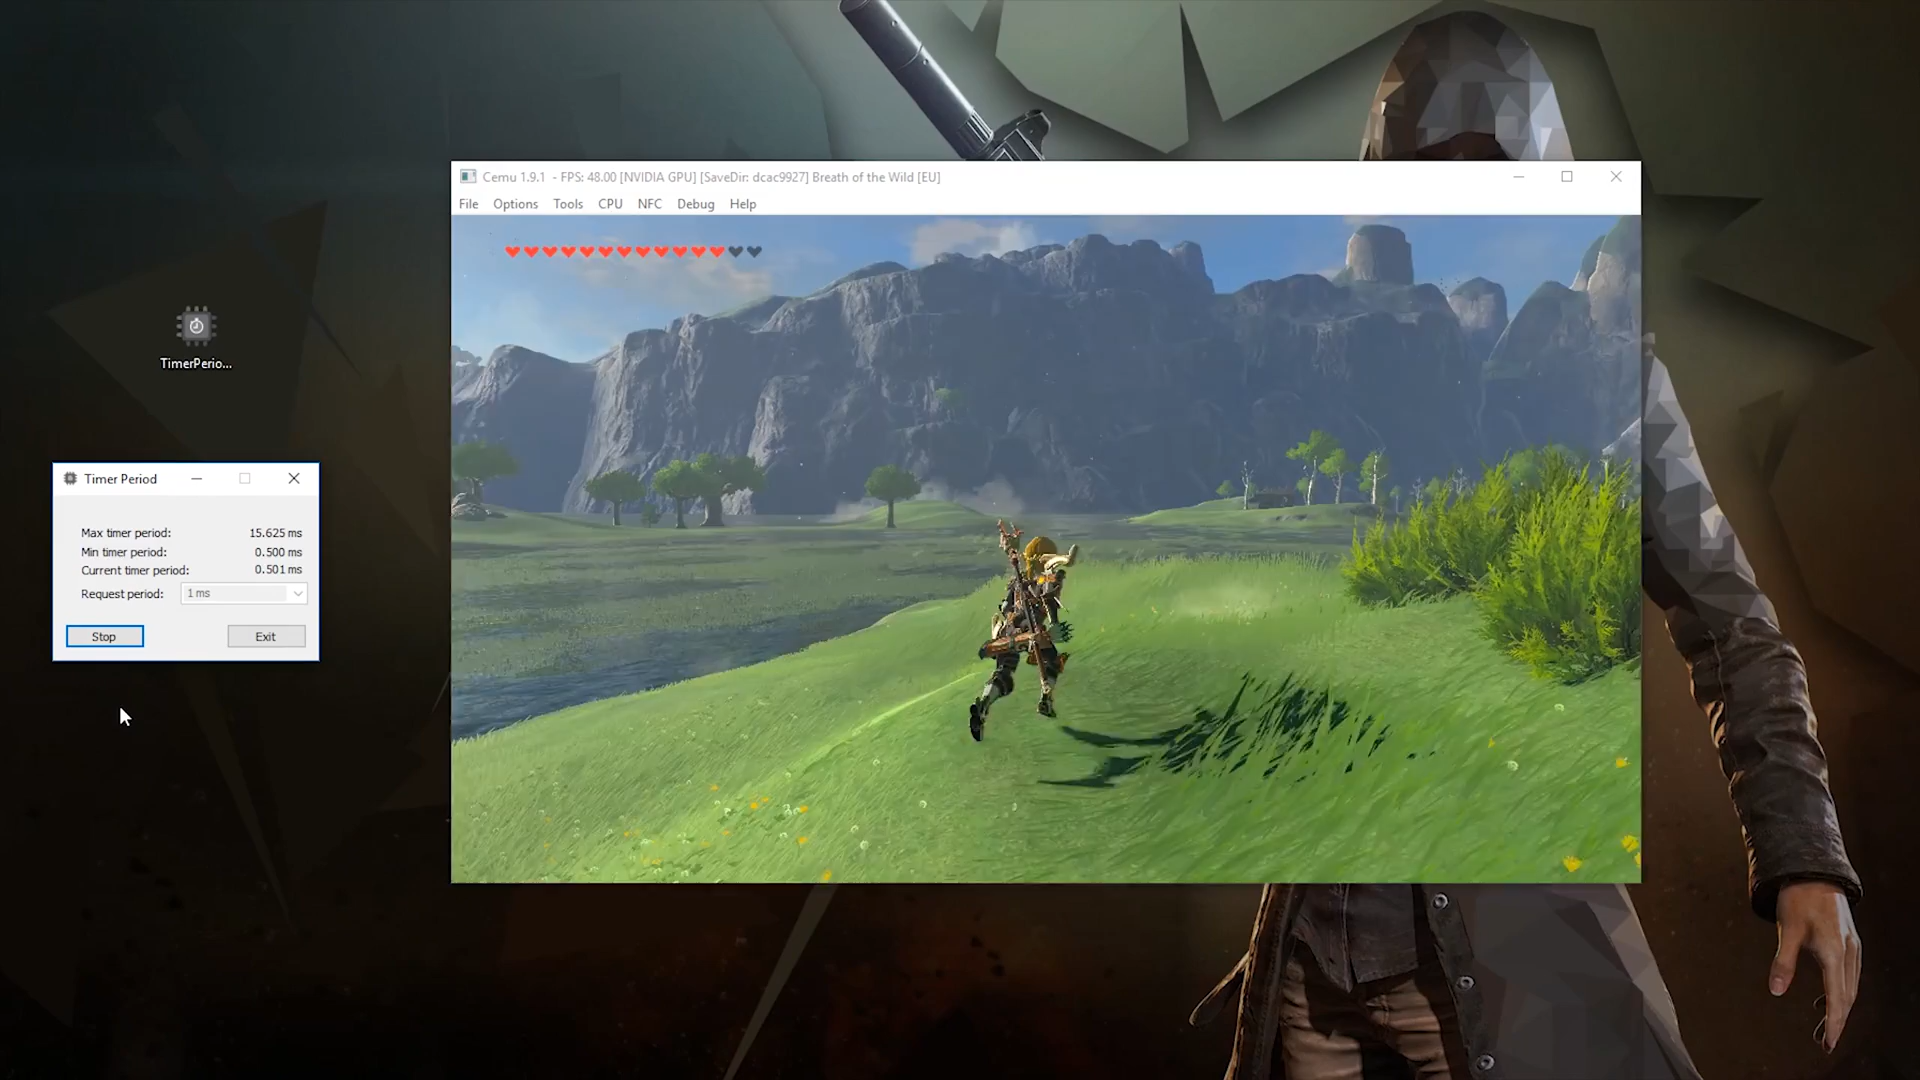 Cemu 1.9.1 - FPS: 48.00 [NVIDIA GPU] [SaveDir: dcac9927] Breath of the Wild [EU]
File Options Tools CPU NFC Debug Help
TimerPerio...
Timer Period
Max timer period: 15.625 ms
Min timer period: 0.500 ms
Current timer period: 0.501 ms
Request period: 1 ms
Stop Exit